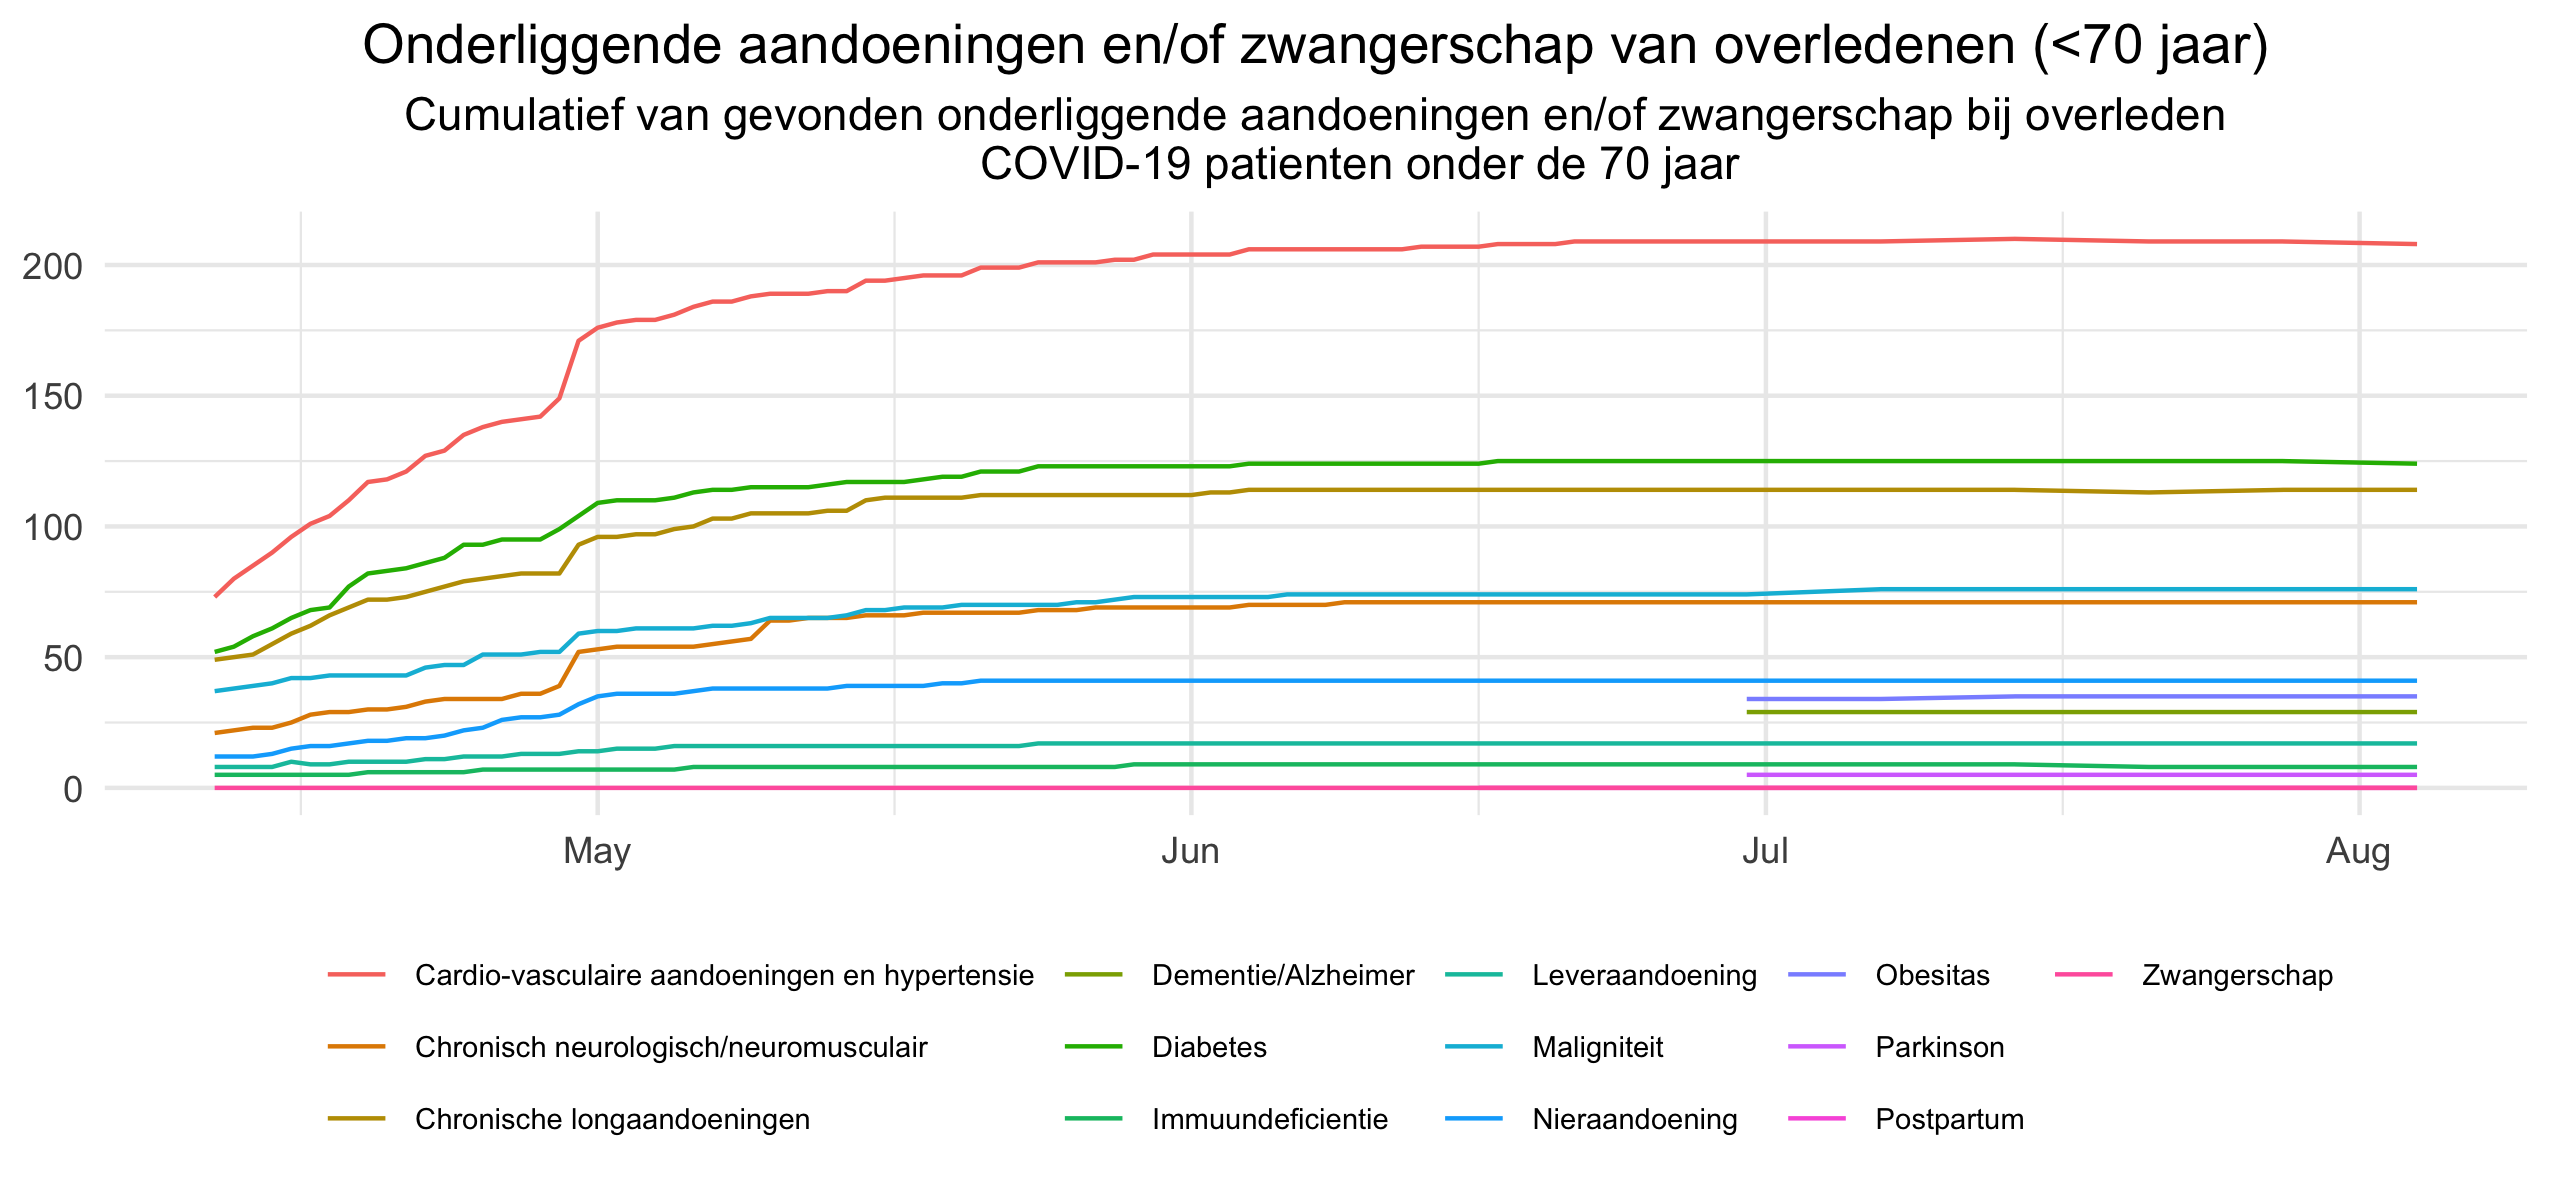 Onderliggende aandoeningen en/of zwangerschap van overledenen (<70 jaar)
Cumulatief van gevonden onderliggende aandoeningen en/of zwangerschap bij overleden
COVID-19 patienten onder de 70 jaar
200
150
100
50
0
May Jun Jul Aug
Cardio-vasculaire aandoeningen en hypertensie Dementie/Alzheimer Leveraandoening Obesitas Zwangerschap
Chronisch neurologisch/neuromusculair Diabetes Maligniteit Parkinson
Chronische longaandoeningen Immuundeficientie Nieraandoening Postpartum